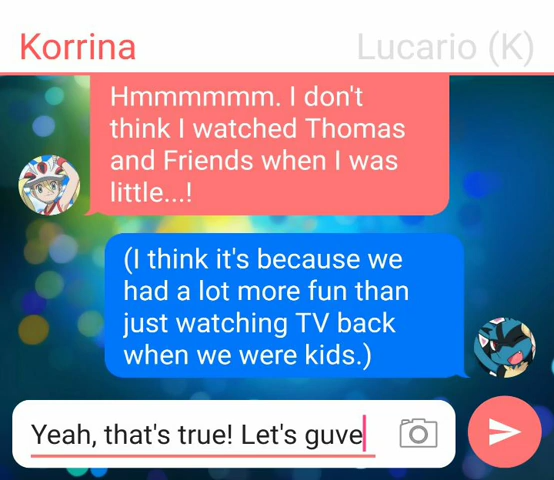 Korrina Lucario (K)
Hmmmmmm. I don't
think I watched Thomas
and Friends when I was
little...!
(I think it's because we
had a lot more fun than
just watching TV back
when we were kids.)
Yeah, that's true! Let's guve